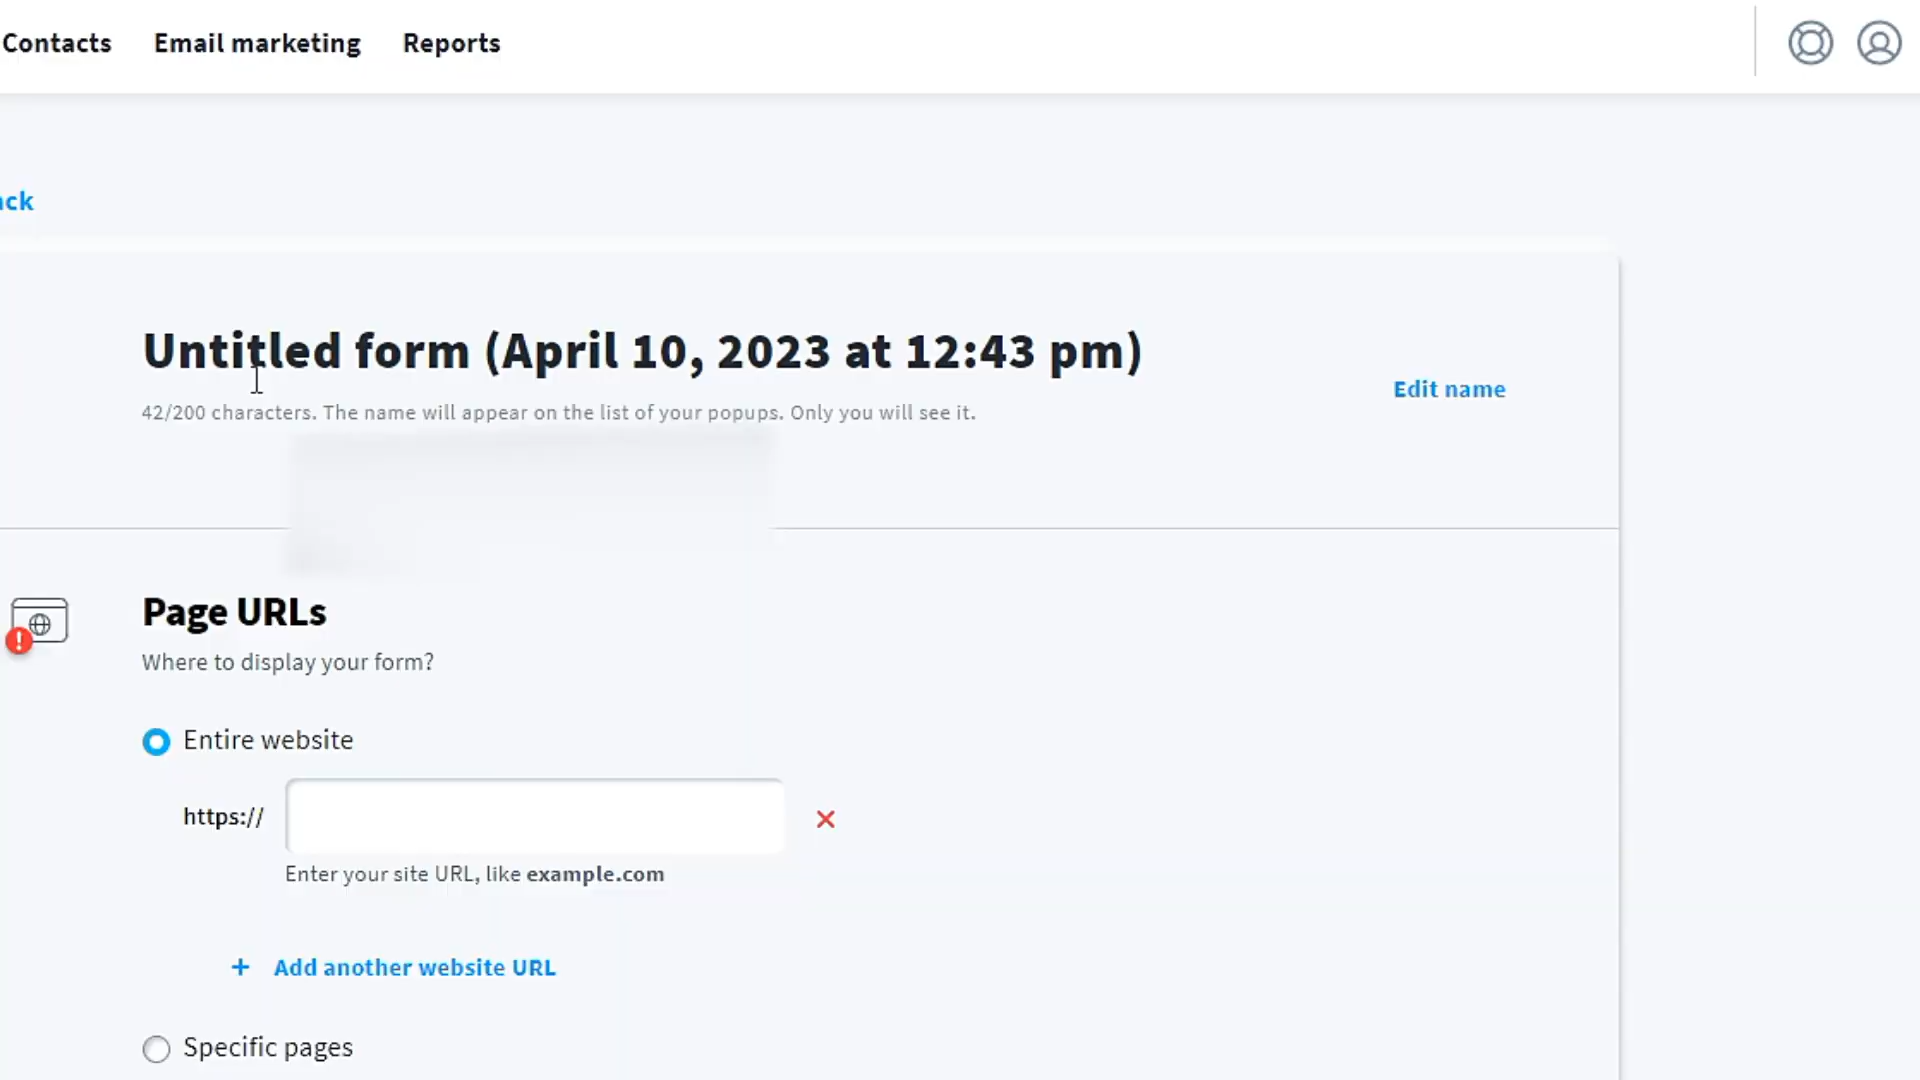 Contacts Email marketing Reports
ack
Untitled form (April 10, 2023 at 12:43 pm)
42/200 characters. The name will appear on the list of your popups. Only you will see it.
Edit name
Page URLs
Where to display your form?
Entire website
https://
Enter your site URL, like example.com
+ Add another website URL
Specific pages